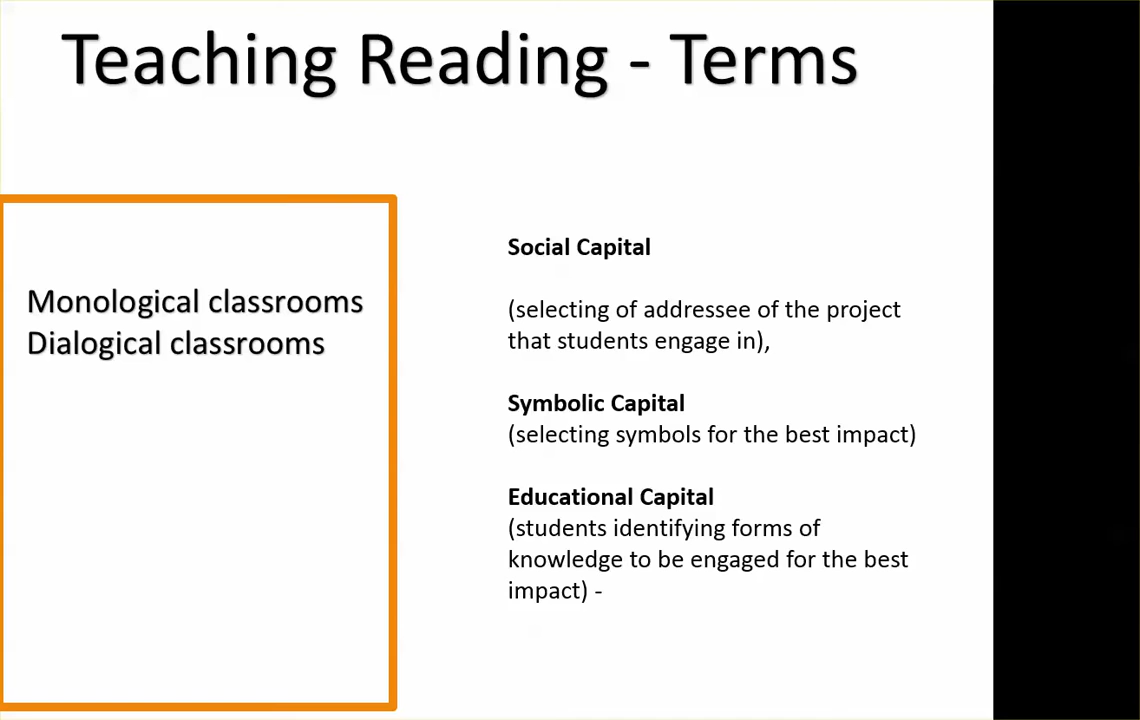 Teaching Reading - Terms
Monological classrooms
Dialogical classrooms
Social Capital
(selecting of addressee of the project
that students engage in),
Symbolic Capital
(selecting symbols for the best impact)
Educational Capital
(students identifying forms of
knowledge to be engaged for the best
impact) -